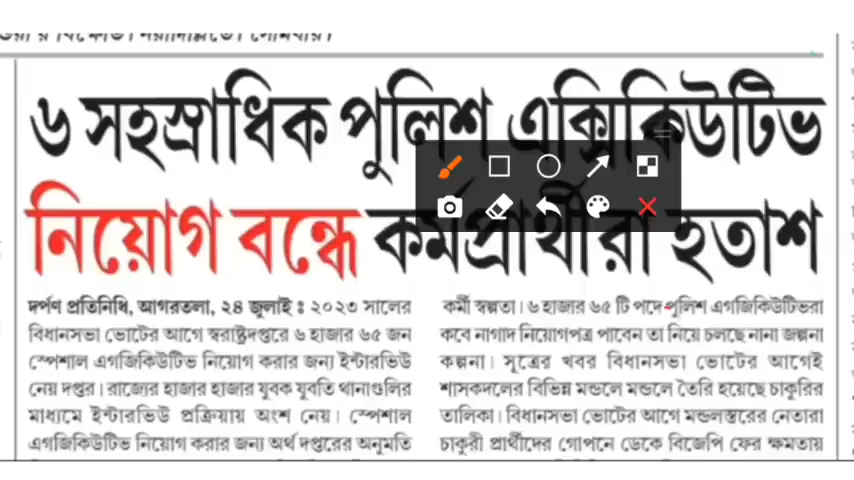 ৬ সহস্রাধিক পুলিশ এক্সিকিউটিভ
নিয়োগ বন্ধে কর্মপ্রার্থীরা হতাশ
দর্পণ প্রতিনিধি, আগরতলা, ২৪ জুলাই ঃ ২০২৩ সালের
বিধানসভা ভোটের আগে স্বরাষ্ট্রদপ্তরে ৬ হাজার ৬৫ জন
স্পেশাল এগজিকিউটিভ নিয়োগ করার জন্য ইন্টারভিউ
নেয় দপ্তর। রাজ্যের হাজার হাজার যুবক যুবতি থানাগুলির
মাধ্যমে ইন্টারভিউ প্রক্রিয়ায় অংশ নেয়। স্পেশাল
এগজিকিউটিভ নিয়োগ করার জন্য অর্থ দপ্তরের অনুমতি
কর্মী স্বল্পতা। ৬ হাজার ৬৫ টি পদে পুলিশ এগজিকিউটিভরা
কবে নাগাদ নিয়োগপত্র পাবেন তা নিয়ে চলছে নানা জল্পনা
কল্পনা। সূত্রের খবর বিধানসভা ভোটের আগেই
শাসকদলের বিভিন্ন মন্ডলে মন্ডলে তৈরি হয়েছে চাকুরির
তালিকা। বিধানসভা ভোটের আগে মন্ডলস্তরের নেতারা
চাকুরী প্রার্থীদের গোপনে ডেকে বিজেপি ফের ক্ষমতায়